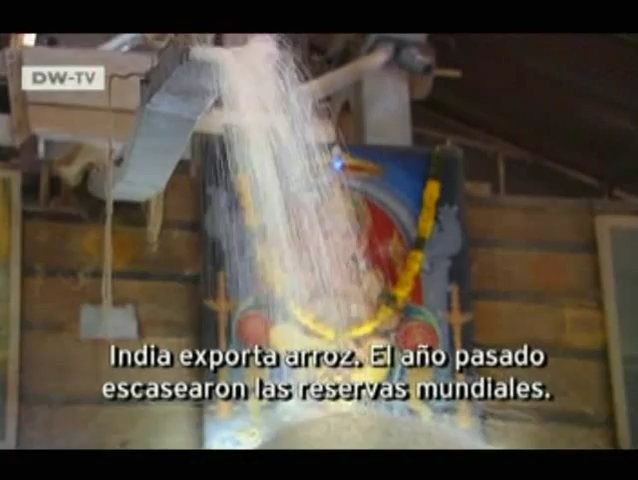 DW-TV
India exporta arroz. El año pasado
escasearon las reservas mundiales.